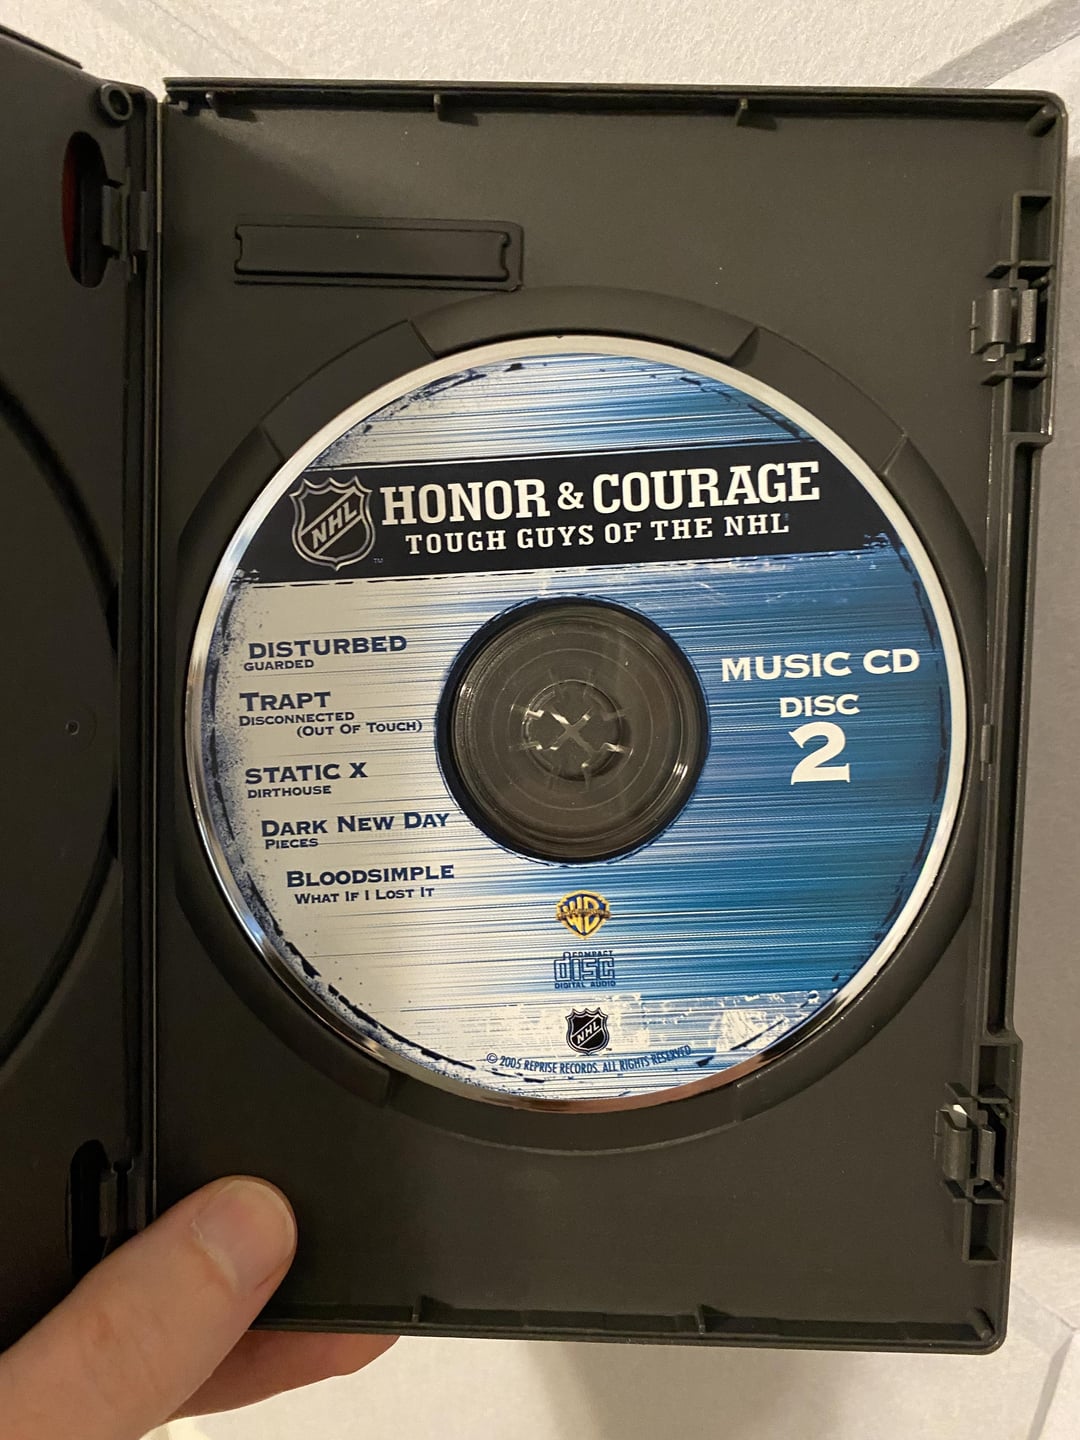 NHL
TM
HONOR & COURAGE
TOUGH GUYS OF THE NHL
DISTURBED
GUARDED
TRAPT
DISCONNECTED
(OUT OF TOUCH)
STATIC X
DIRTHOUSE
DARK NEW DAY
PIECES
BLOODSIMPLE
WHAT IF I LOST IT
MUSIC CD
DISC
2
WB
COMPACT
disc
DIGITAL AUDIO
NHL
© 2005 REPRISE RECORDS. ALL RIGHTS RESERVED.